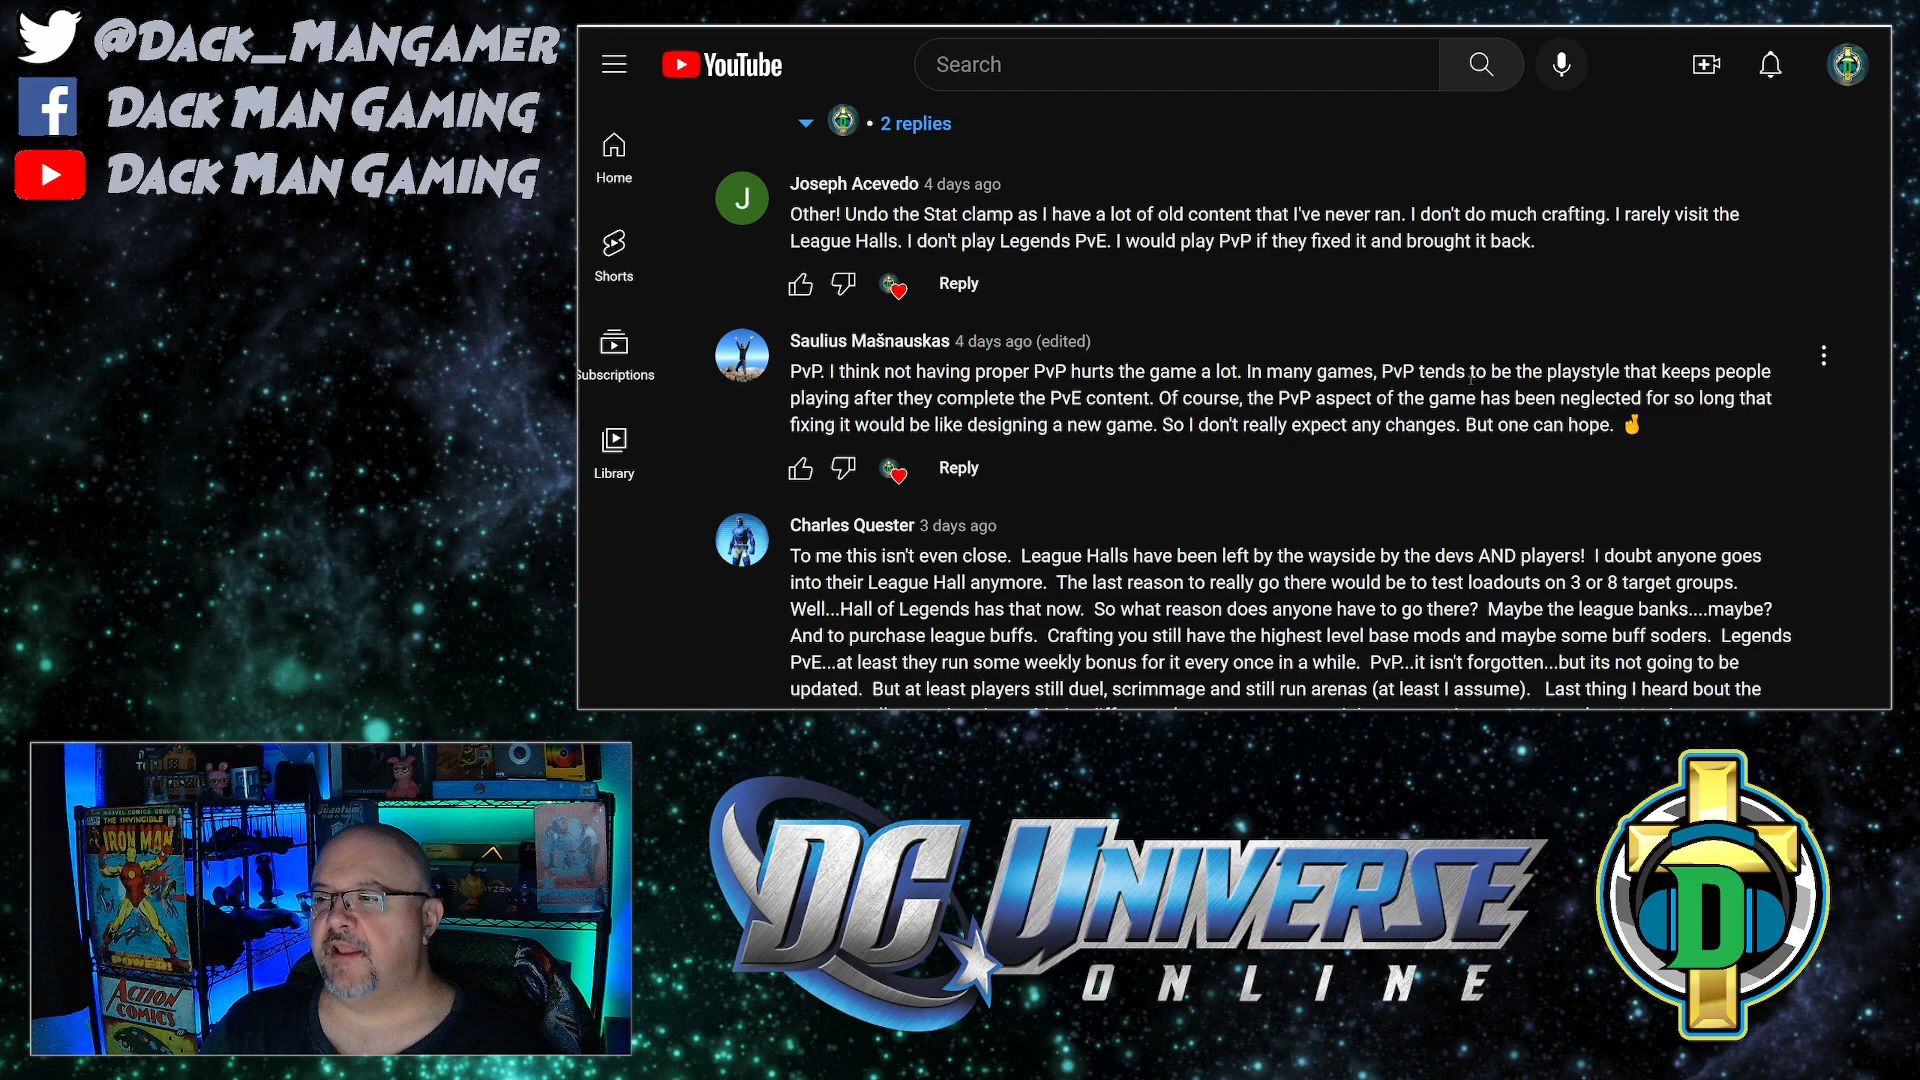 @Dack_Mangamer
Dack Man Gaming
Dack Man Gaming
YouTube
Search
Home
Shorts
Subscriptions
Library
2 replies
Joseph Acevedo 4 days ago
Other! Undo the Stat clamp as I have a lot of old content that I've never ran. I don't do much crafting. I rarely visit the
League Halls. I don't play Legends PvE. I would play PvP if they fixed it and brought it back.
Reply
Saulius Mašnauskas 4 days ago (edited)
PvP. I think not having proper PvP hurts the game a lot. In many games, PvP tends to be the playstyle that keeps people
playing after they complete the PvE content. Of course, the PvP aspect of the game has been neglected for so long that
fixing it would be like designing a new game. So I don't really expect any changes. But one can hope. 🤞
Reply
Charles Quester 3 days ago
To me this isn't even close. League Halls have been left by the wayside by the devs AND players! I doubt anyone goes
into their League Hall anymore. The last reason to really go there would be to test loadouts on 3 or 8 target groups.
Well...Hall of Legends has that now. So what reason does anyone have to go there? Maybe the league banks....maybe?
And to purchase league buffs. Crafting you still have the highest level base mods and maybe some buff soders. Legends
PvE...at least they run some weekly bonus for it every once in a while. PvP...it isn't forgotten...but its not going to be
updated. But at least players still duel, scrimmage and still run arenas (at least I assume). Last thing I heard bout the
MARVEL COMICS GROUP
THE INVINCIBLE
IRON MAN
POWER!
ACTION
COMICS
DC UNIVERSE
ONLINE
D